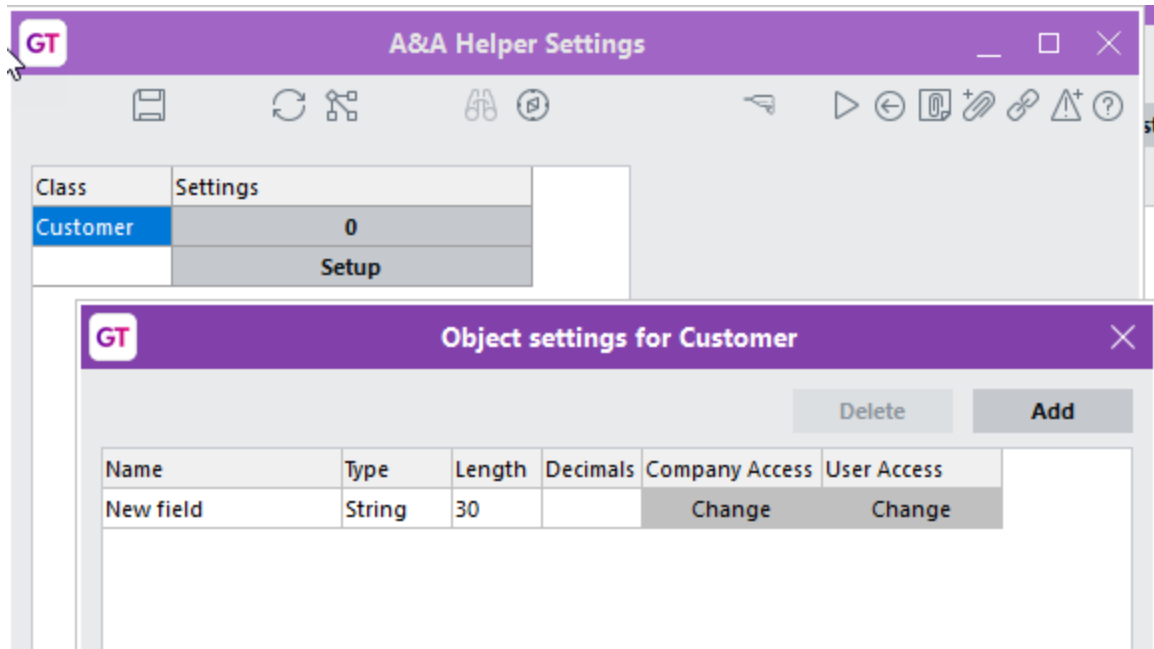 GT A&A Helper Settings
st
Class Settings
Customer 0
Setup
GT Object settings for Customer
Delete Add
Name Type Length Decimals Company Access User Access
New field String 30 Change Change